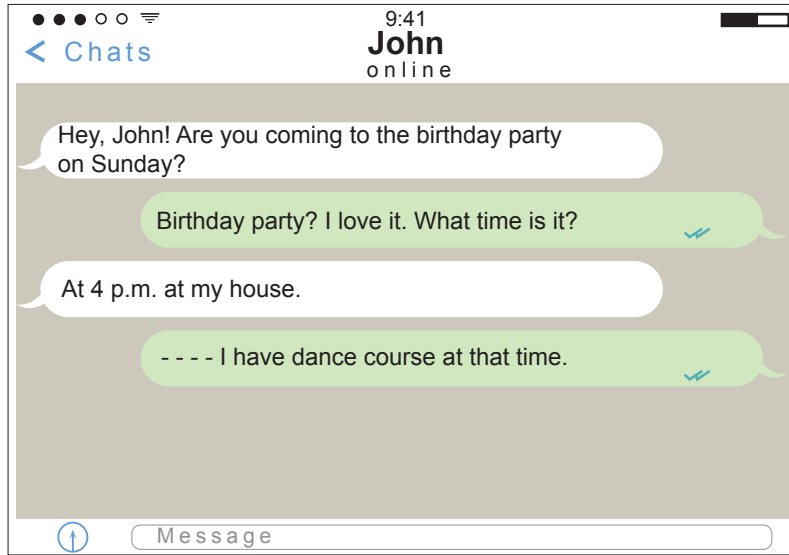 9:41
< Chats
John
online
Hey, John! Are you coming to the birthday party
on Sunday?
Birthday party? I love it. What time is it?
At 4 p.m. at my house.
- - - - I have dance course at that time.
Message